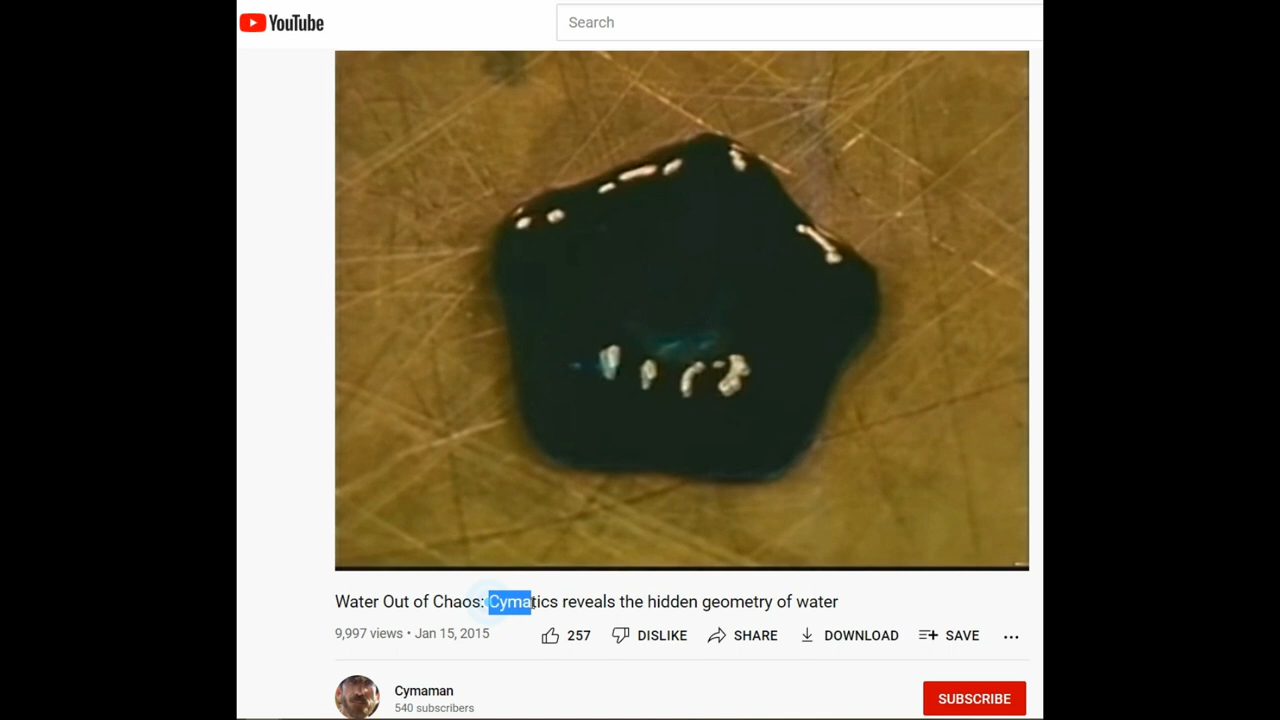 YouTube
Search
Water Out of Chaos: Cymatics reveals the hidden geometry of water
9,997 views • Jan 15, 2015
257 DISLIKE SHARE DOWNLOAD SAVE ...
Cymaman
540 subscribers
SUBSCRIBE